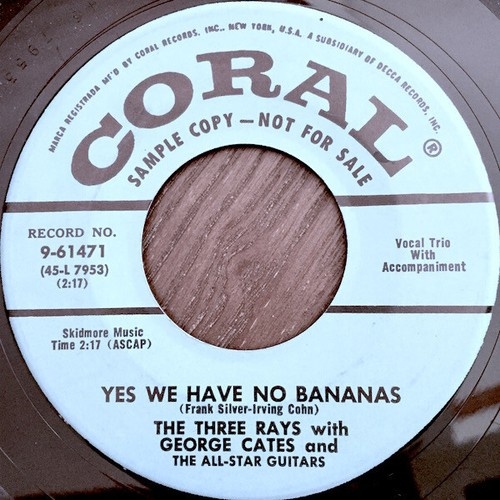 MARCA REGISTRADA MF'D BY CORAL RECORDS, INC., NEW YORK, U.S.A. A SUBSIDIARY OF DECCA RECORDS, INC.
CORAL®
SAMPLE COPY — NOT FOR SALE
RECORD NO.
9-61471
(45-L 7953)
(2:17)
Vocal Trio
With
Accompaniment
Skidmore Music
Time 2:17 (ASCAP)
YES WE HAVE NO BANANAS
(Frank Silver-Irving Cohn)
THE THREE RAYS with
GEORGE CATES and
THE ALL-STAR GUITARS